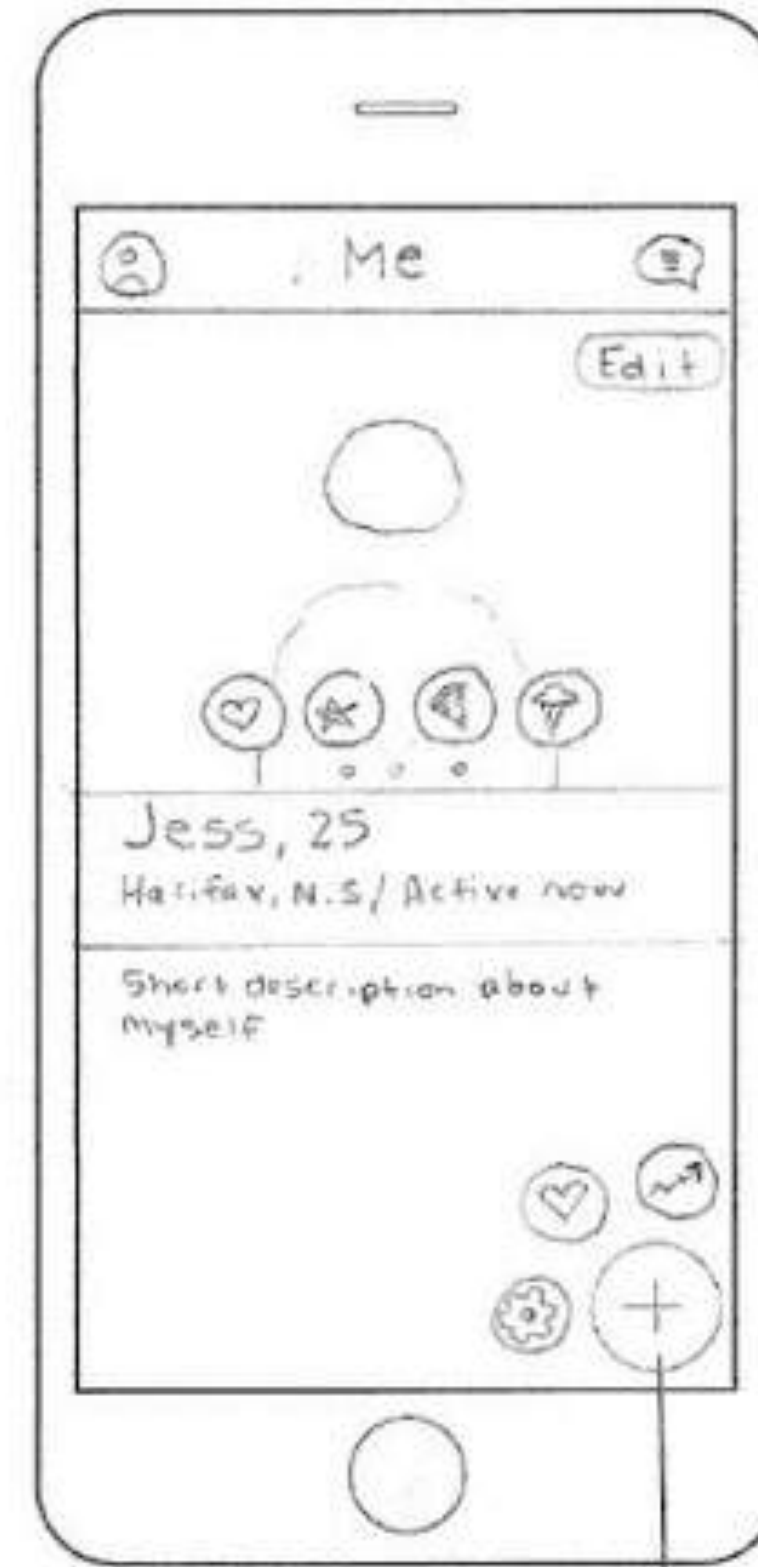 Me
Edit
Jess, 25
Halifax, N.S / Active now
Short description about
myself